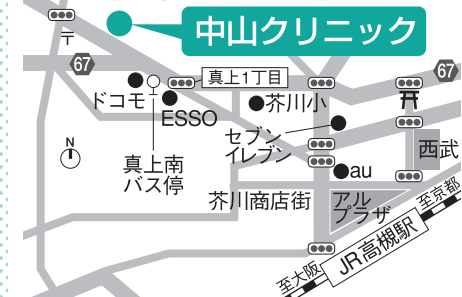 中山クリニック
〒
67
67
真上1丁目
ドコモ
ESSO
芥川小
セブン
イレブン
西武
N
真上南
バス停
au
芥川商店街
アル
プラザ
至京都
JR高槻駅
至大阪